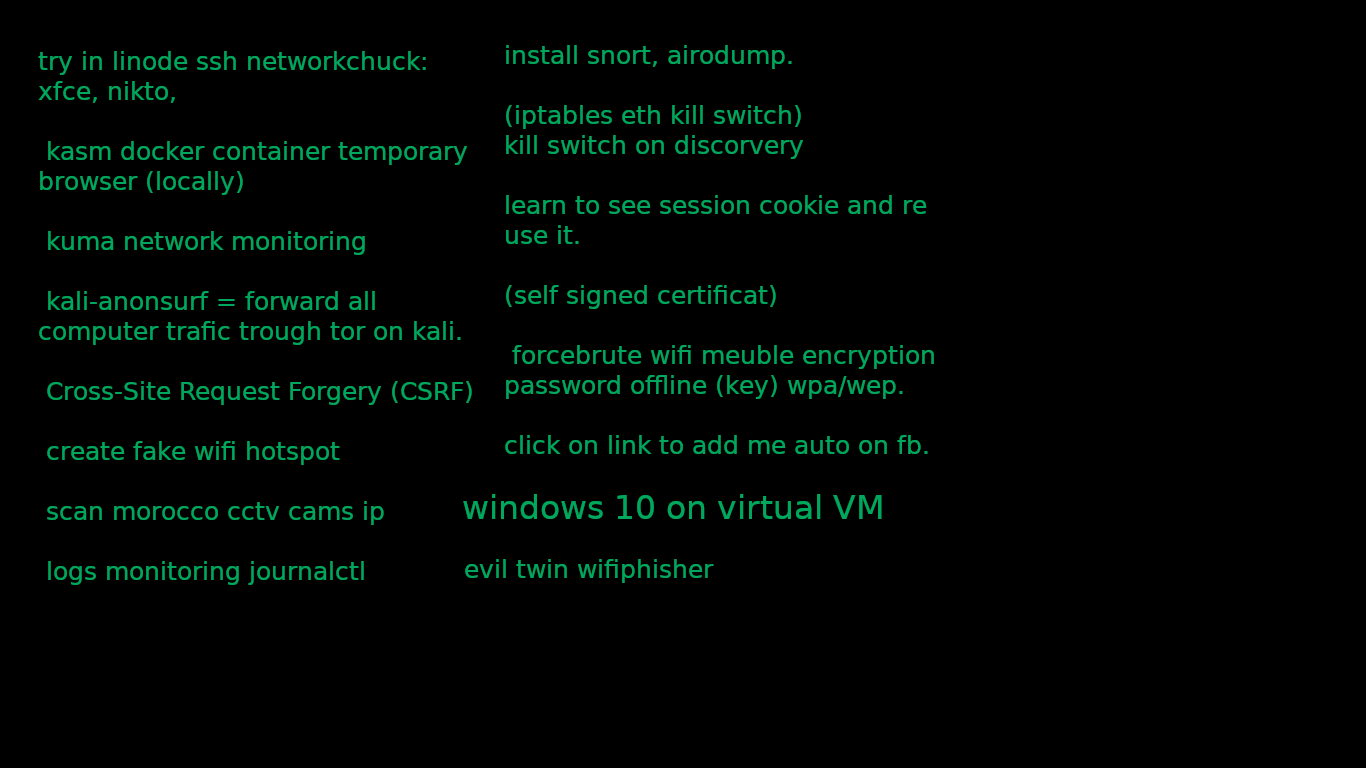 try in linode ssh networkchuck:
xfce, nikto,
kasm docker container temporary
browser (locally)
kuma network monitoring
kali-anonsurf = forward all
computer trafic trough tor on kali.
Cross-Site Request Forgery (CSRF)
create fake wifi hotspot
scan morocco cctv cams ip
logs monitoring journalctl
install snort, airodump.
(iptables eth kill switch)
kill switch on discorvery
learn to see session cookie and re
use it.
(self signed certificat)
forcebrute wifi meuble encryption
password offline (key) wpa/wep.
click on link to add me auto on fb.
windows 10 on virtual VM
evil twin wifiphisher